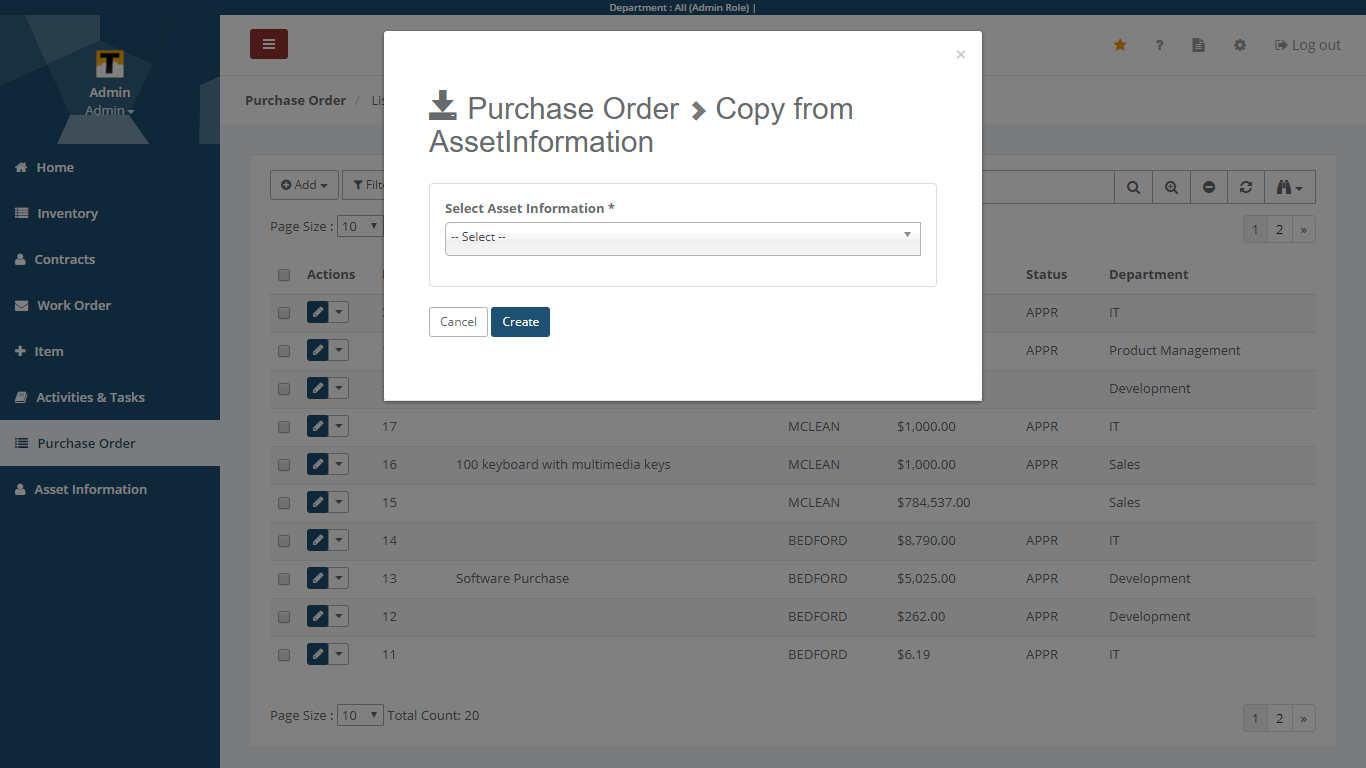 Department : All (Admin Role) |
T
Admin
Admin
Home
Inventory
Contracts
Work Order
Item
Activities & Tasks
Purchase Order
Asset Information
? Log out
Purchase Order /
×
Purchase Order > Copy from
AssetInformation
Select Asset Information *
-- Select --
Cancel Create
Add
Page Size : 10
1 2 »
Actions Status Department
APPR IT
APPR Product Management
Development
17 MCLEAN $1,000.00 APPR IT
16 100 keyboard with multimedia keys MCLEAN $1,000.00 APPR Sales
15 MCLEAN $784,537.00 Sales
14 BEDFORD $8,790.00 APPR IT
13 Software Purchase BEDFORD $5,025.00 APPR Development
12 BEDFORD $262.00 APPR Development
11 BEDFORD $6.19 APPR IT
Page Size : 10 Total Count: 20
1 2 »